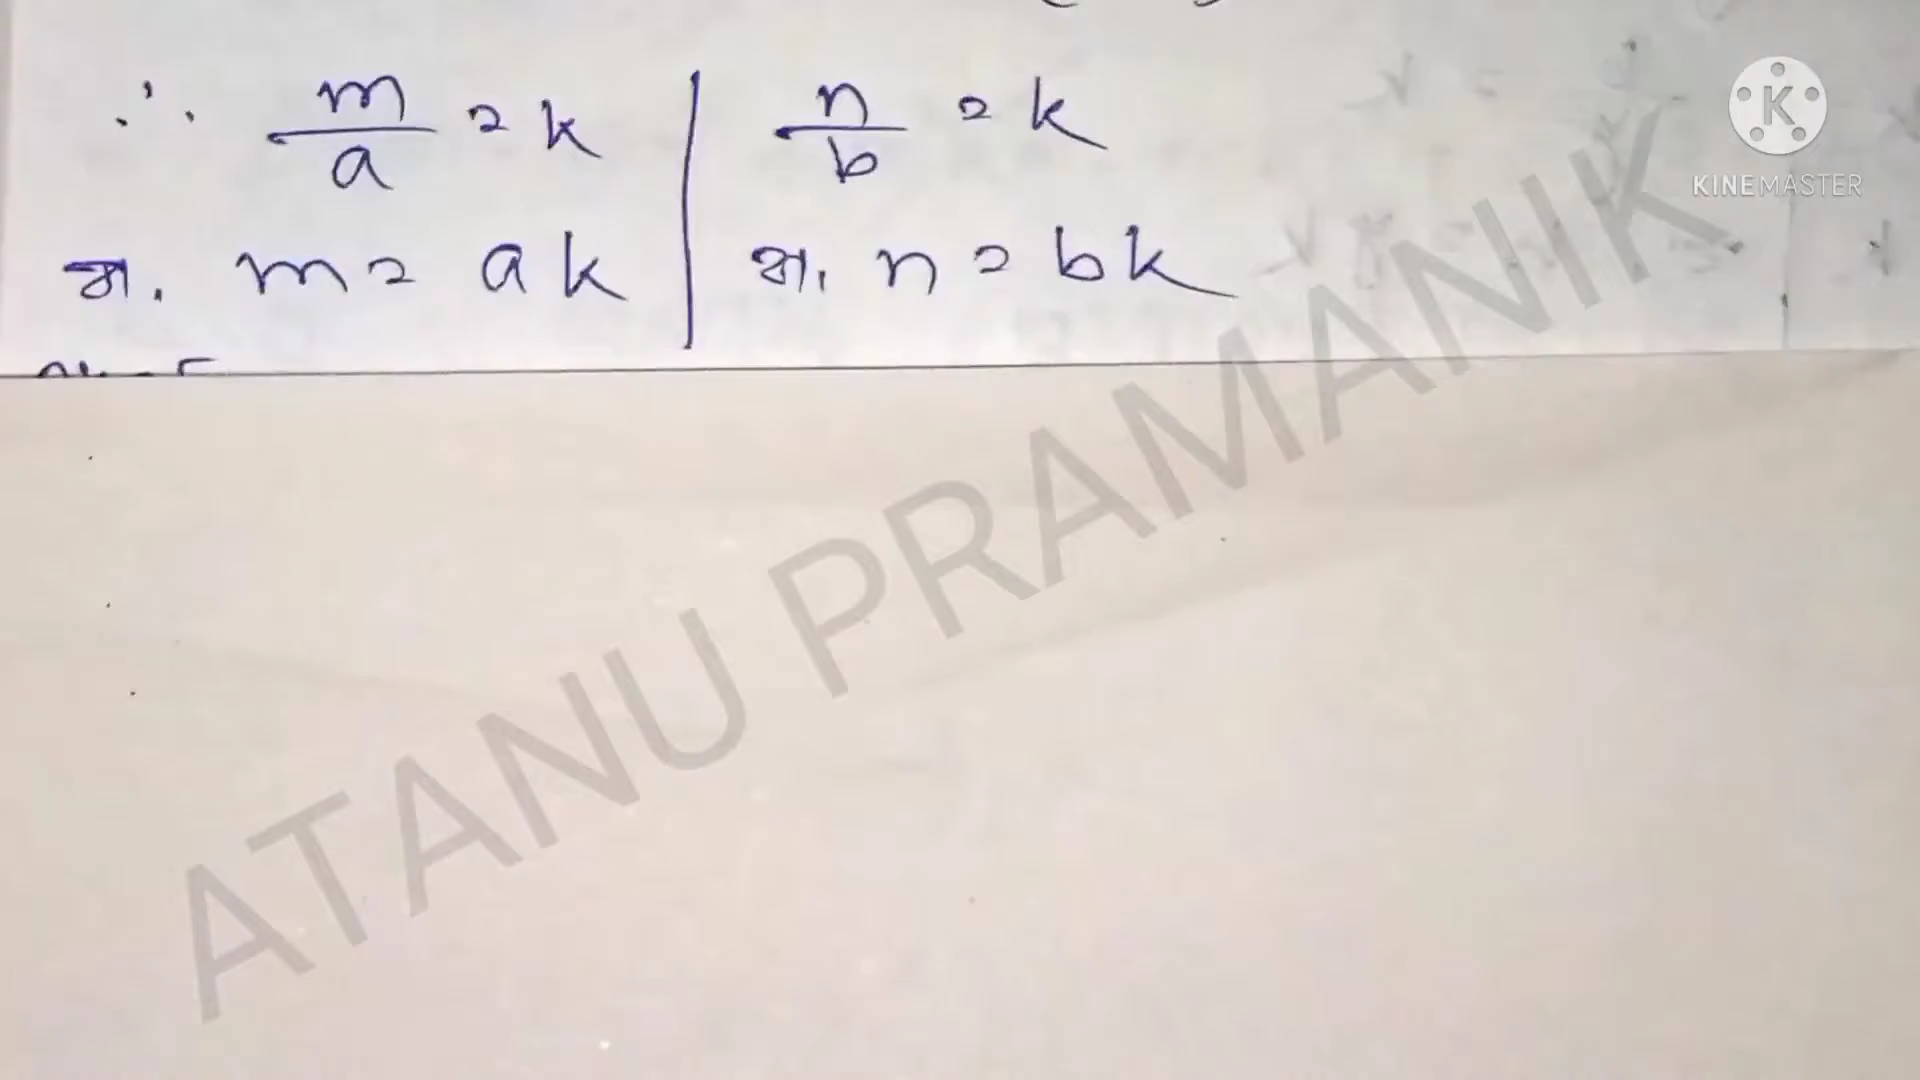 ∴ m/a = k | n/b = k
বা, m = ak | বা, n = bk
KINEMASTER
ATANU PRAMANIK